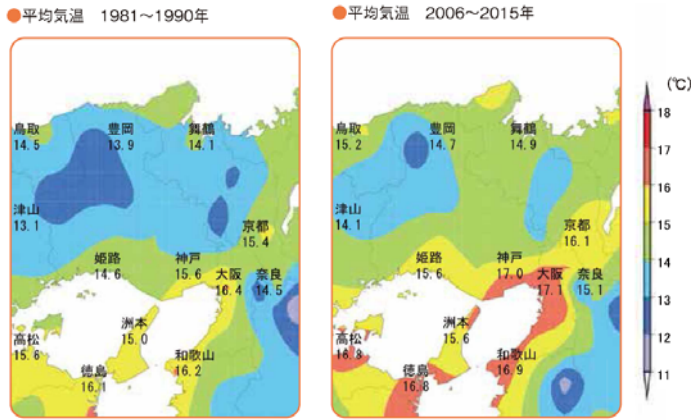 ●平均気温　1981〜1990年
鳥取
14.5
豊岡
13.9
舞鶴
14.1
津山
13.1
京都
15.4
姫路
14.6
神戸
15.6
大阪
16.4
奈良
14.5
洲本
15.0
高松
15.6
徳島
16.1
和歌山
16.2
●平均気温　2006〜2015年
鳥取
15.2
豊岡
14.7
舞鶴
14.9
津山
14.1
京都
16.1
姫路
15.6
神戸
17.0
大阪
17.1
奈良
15.1
洲本
15.6
高松
16.8
徳島
16.8
和歌山
16.9
(℃)
18
17
16
15
14
13
12
11